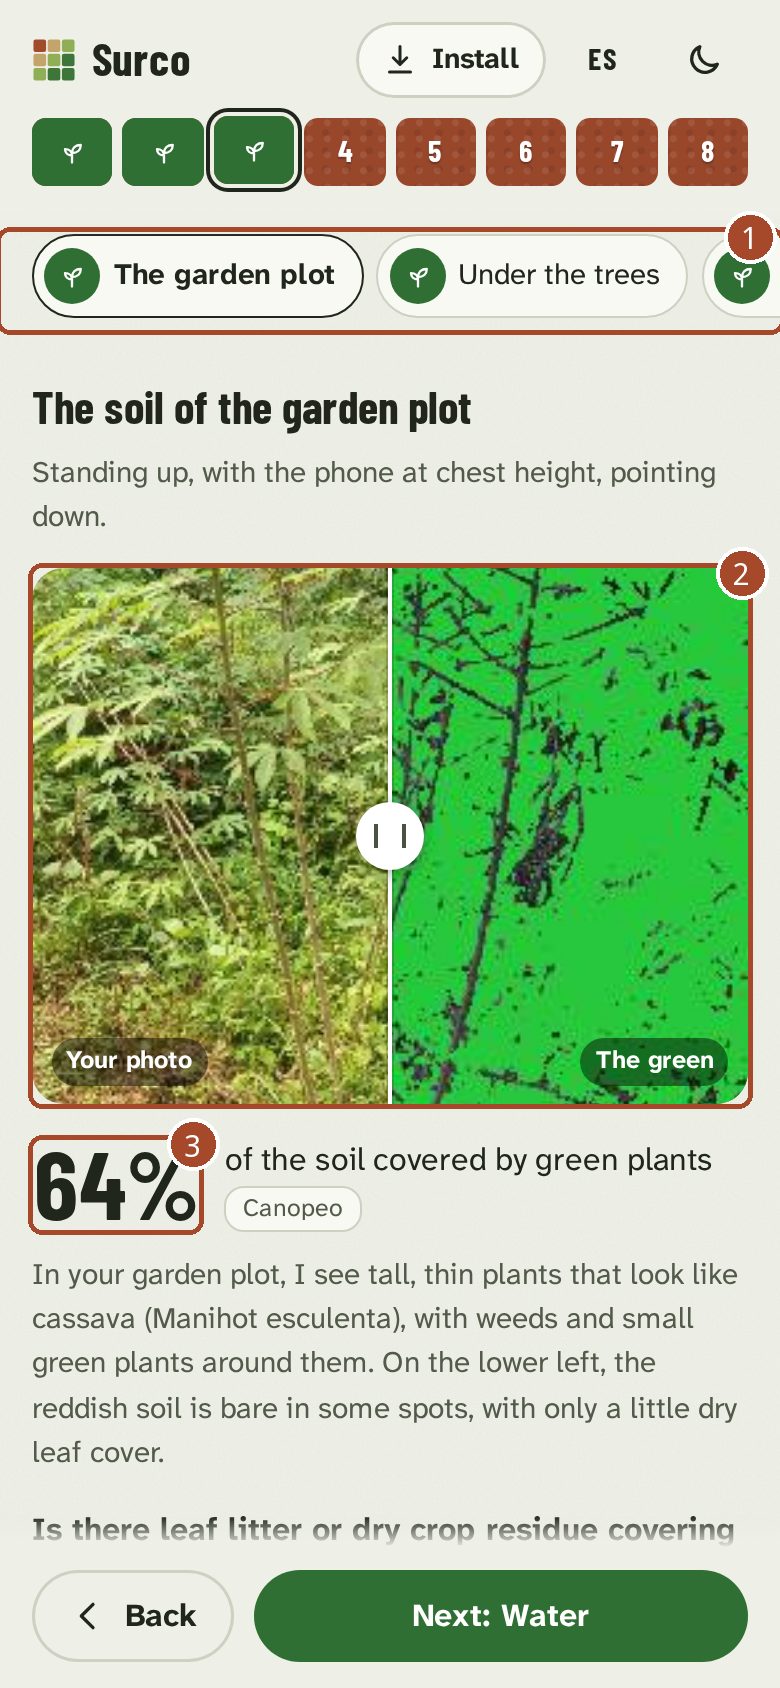 Surco
Install
ES
4
5
6
7
8
1
The garden plot
Under the trees
The soil of the garden plot
Standing up, with the phone at chest height, pointing
down.
2
Your photo
The green
3
64%
of the soil covered by green plants
Canopeo
In your garden plot, I see tall, thin plants that look like
cassava (Manihot esculenta), with weeds and small
green plants around them. On the lower left, the
reddish soil is bare in some spots, with only a little dry
leaf cover.
Is there leaf litter or dry crop residue covering
Back
Next: Water